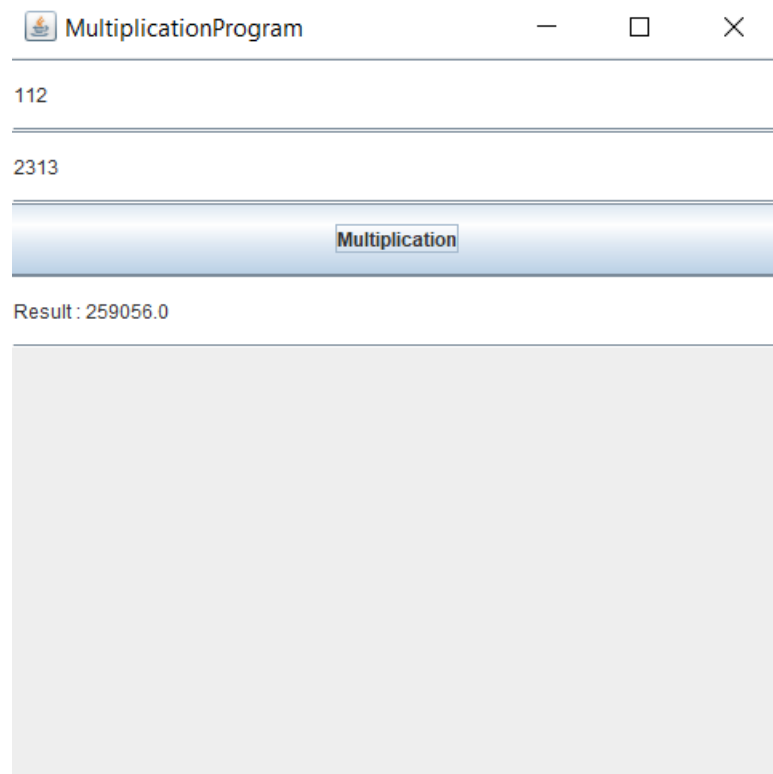 MultiplicationProgram
112
2313
Multiplication
Result : 259056.0